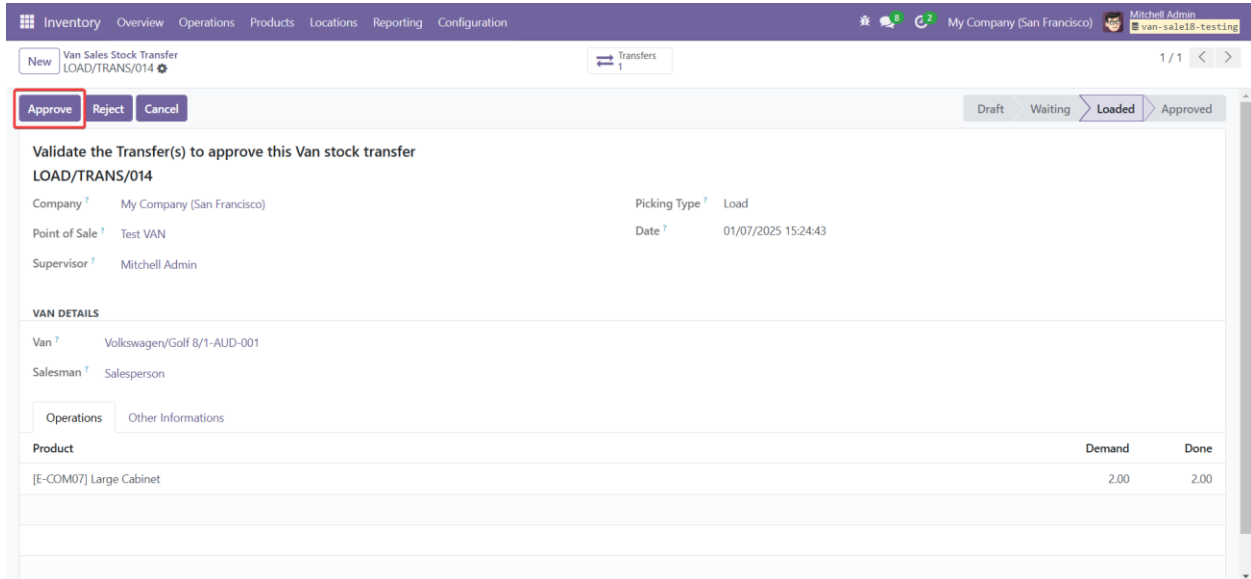 Inventory Overview Operations Products Locations Reporting Configuration 8 2 My Company (San Francisco) Mitchell Admin
van-sale18-testing
New Van Sales Stock Transfer Transfers 1 / 1
LOAD/TRANS/014 1
Approve Reject Cancel Draft Waiting Loaded Approved
Validate the Transfer(s) to approve this Van stock transfer
LOAD/TRANS/014
Company ? My Company (San Francisco) Picking Type ? Load
Point of Sale ? Test VAN Date ? 01/07/2025 15:24:43
Supervisor ? Mitchell Admin
VAN DETAILS
Van ? Volkswagen/Golf 8/1-AUD-001
Salesman ? Salesperson
Operations Other Informations
Product Demand Done
[E-COM07] Large Cabinet 2.00 2.00